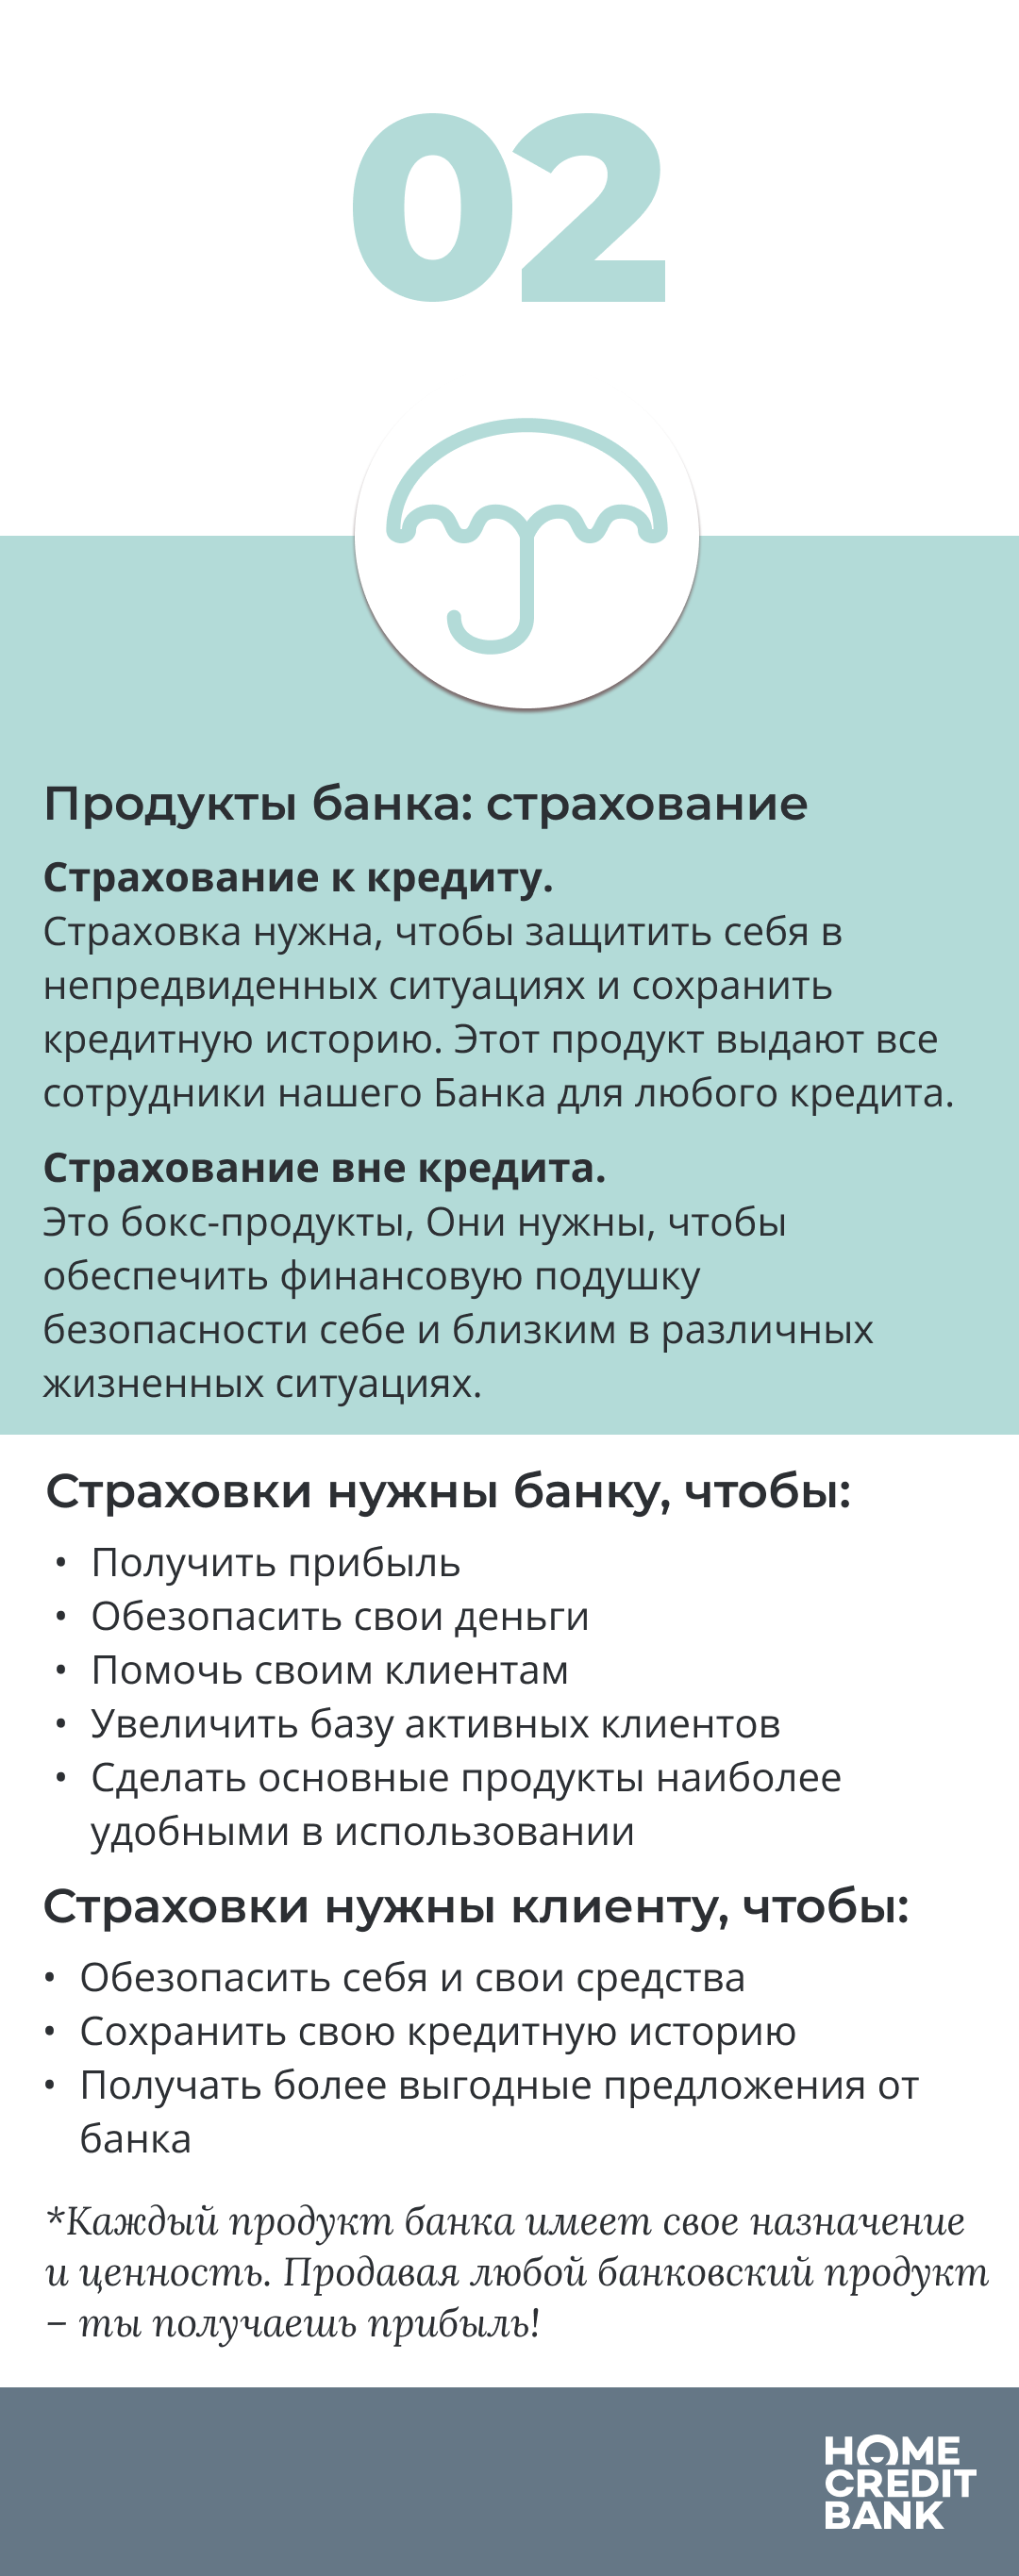 02
Продукты банка: страхование
Страхование к кредиту.
Страховка нужна, чтобы защитить себя в
непредвиденных ситуациях и сохранить
кредитную историю. Этот продукт выдают все
сотрудники нашего Банка для любого кредита.
Страхование вне кредита.
Это бокс-продукты, Они нужны, чтобы
обеспечить финансовую подушку
безопасности себе и близким в различных
жизненных ситуациях.
Страховки нужны банку, чтобы:
• Получить прибыль
• Обезопасить свои деньги
• Помочь своим клиентам
• Увеличить базу активных клиентов
• Сделать основные продукты наиболее
удобными в использовании
Страховки нужны клиенту, чтобы:
• Обезопасить себя и свои средства
• Сохранить свою кредитную историю
• Получать более выгодные предложения от
банка
*Каждый продукт банка имеет свое назначение
и ценность. Продавая любой банковский продукт
– ты получаешь прибыль!
HOME
CREDIT
BANK